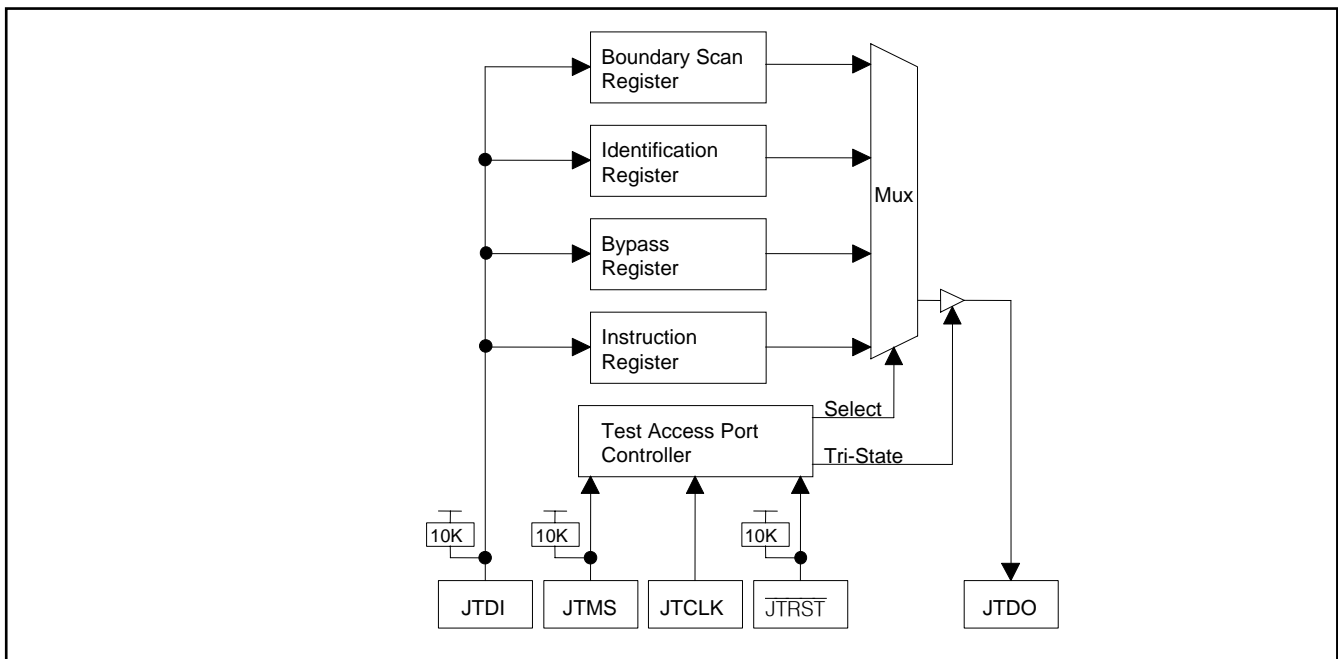 Boundary Scan
Register
Identification
Register
Mux
Bypass
Register
Instruction
Register
Select
Test Access Port
Controller
Tri-State
10K
10K
10K
JTDI
JTMS
JTCLK
J̅T̅R̅S̅T̅
JTDO